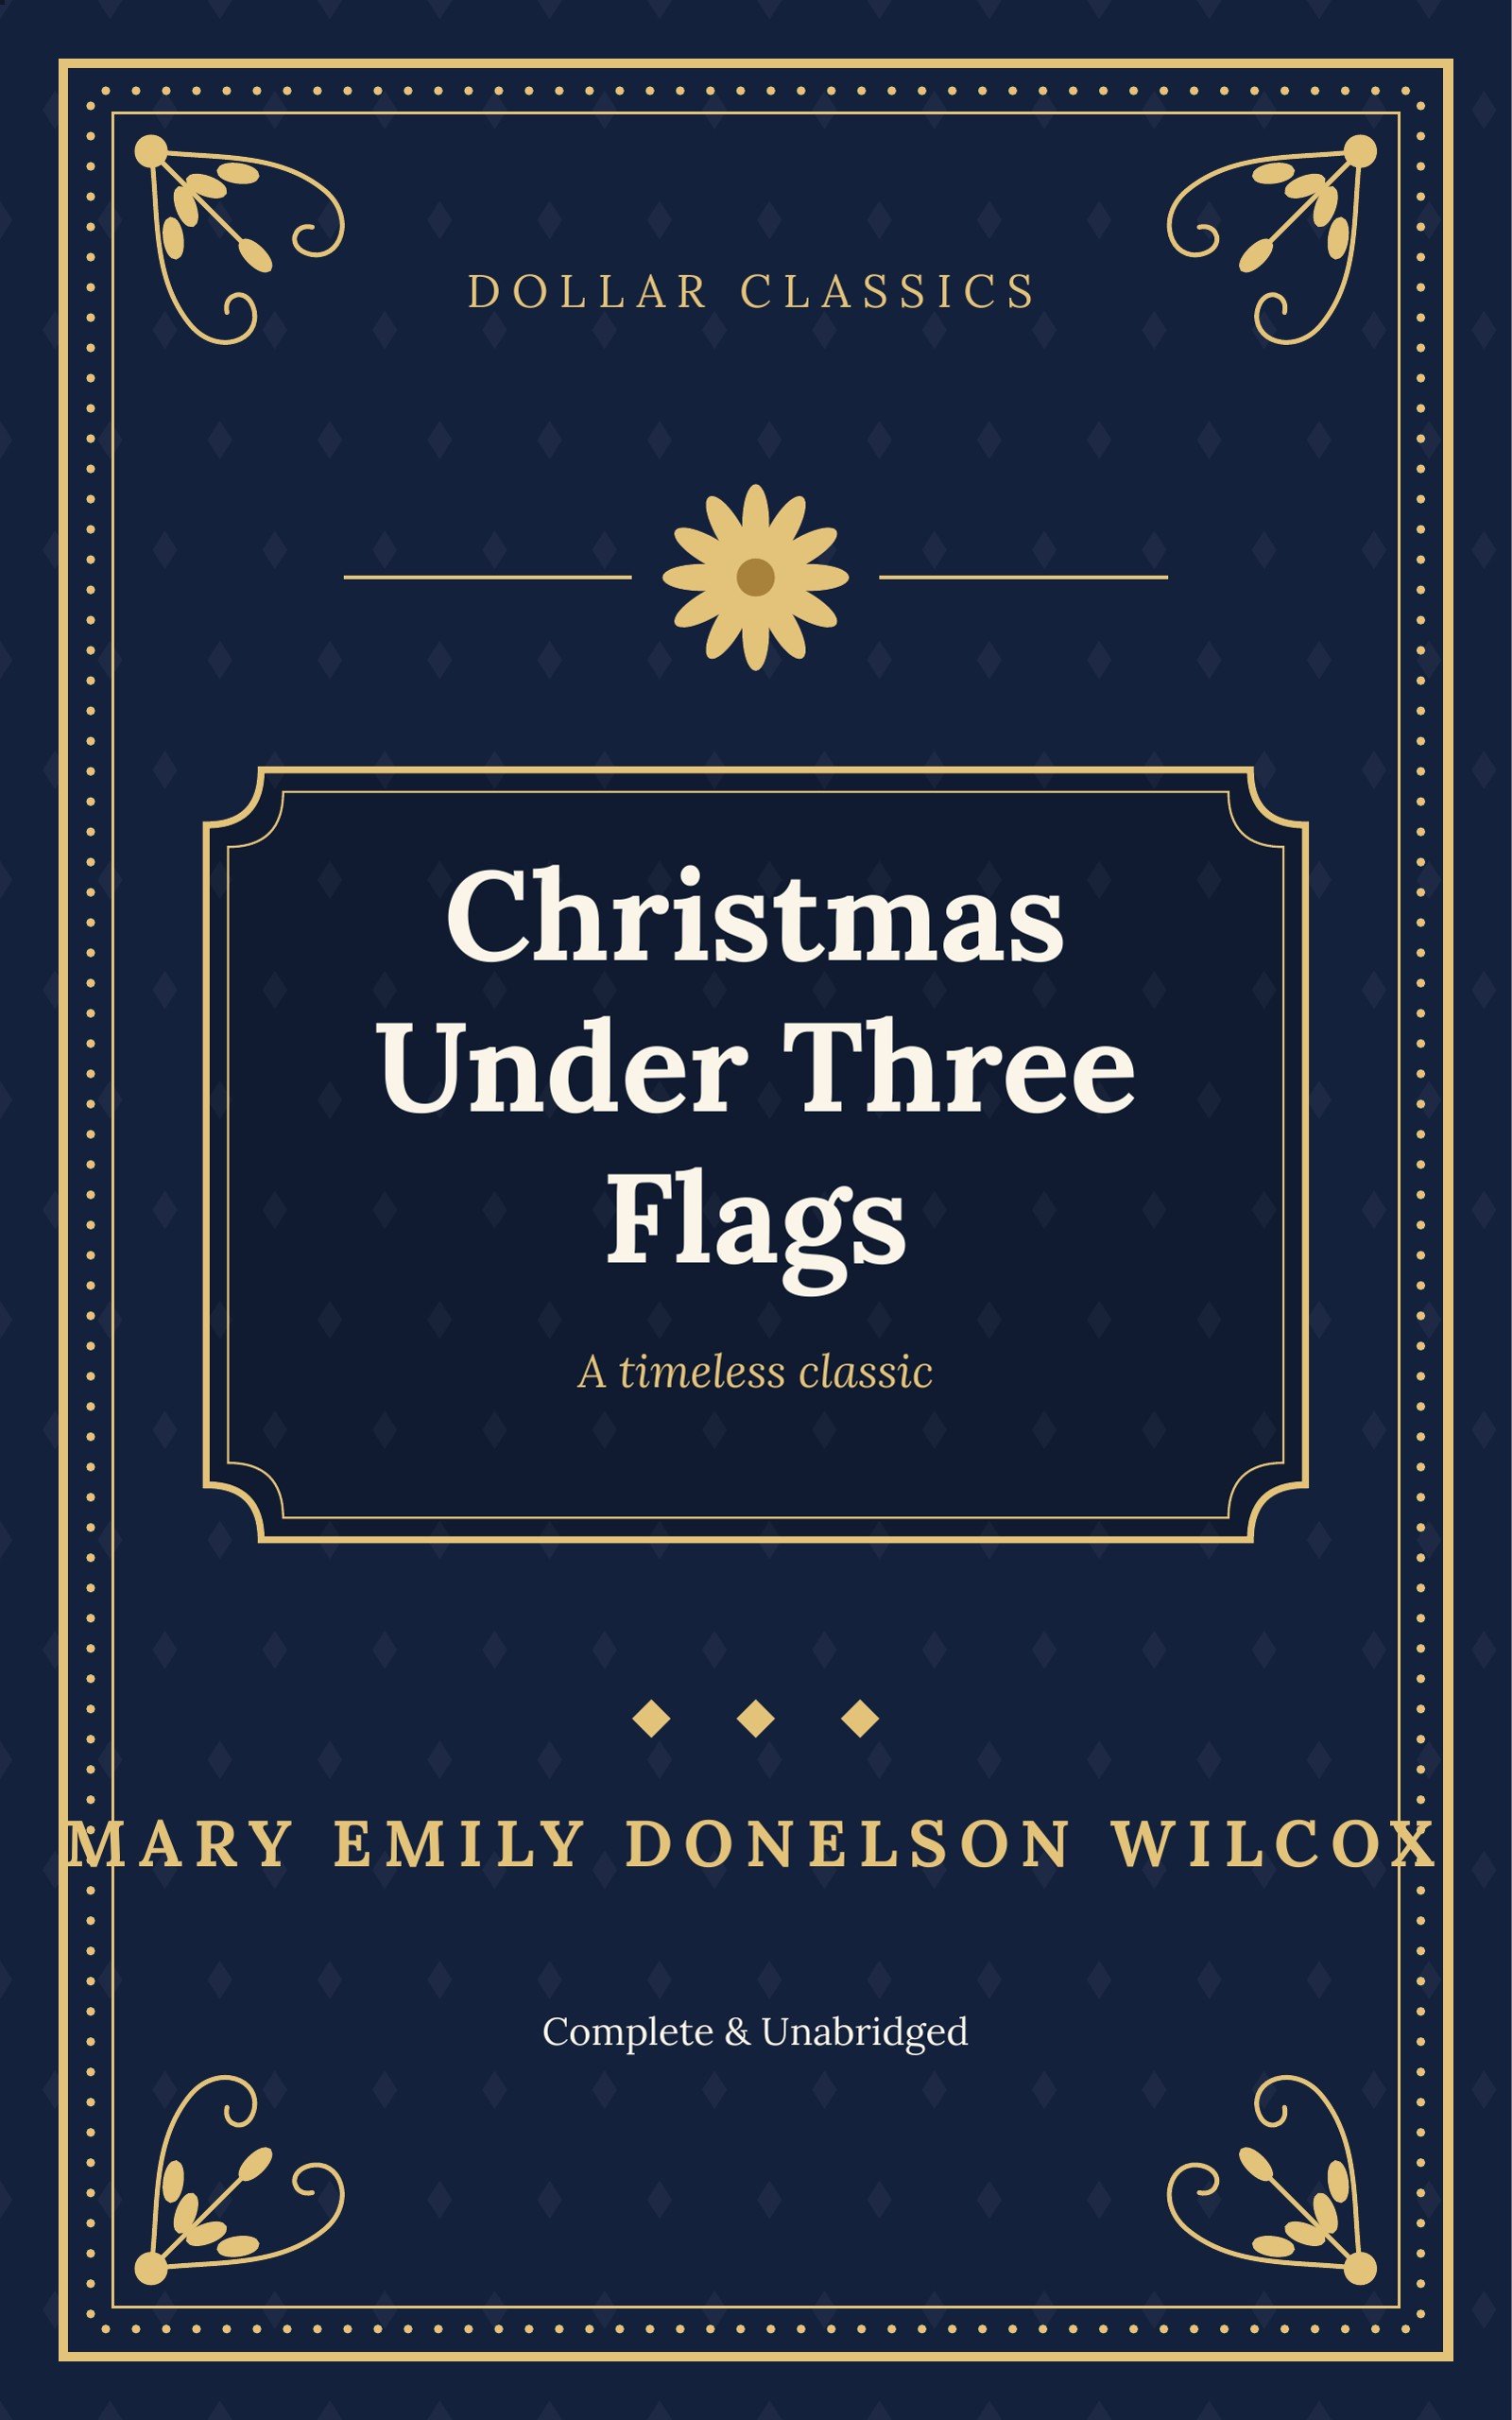 DOLLAR CLASSICS
Christmas
Under Three
Flags
A timeless classic
MARY EMILY DONELSON WILCOX
Complete & Unabridged